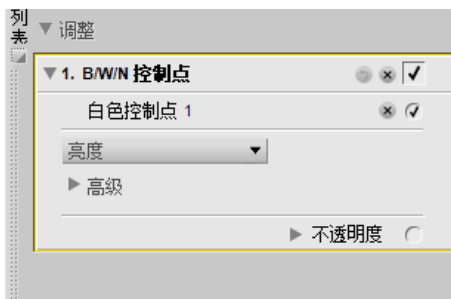 列表
调整
1. B/W/N 控制点
白色控制点 1
亮度
高级
不透明度